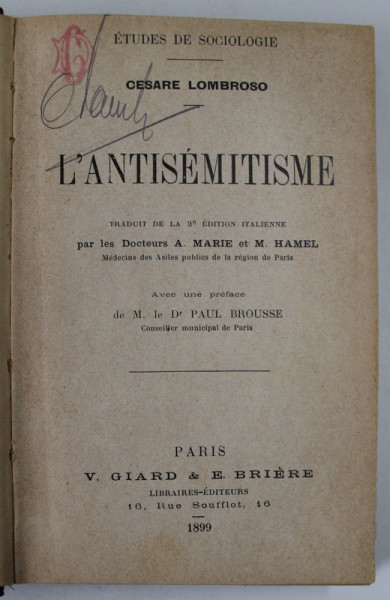 ÉTUDES DE SOCIOLOGIE
CESARE LOMBROSO
L'ANTISÉMITISME
TRADUIT DE LA 2e ÉDITION ITALIENNE
par les Docteurs A. MARIE et M. HAMEL
Médecins des Asiles publics de la région de Paris
Avec une préface
de M. le Dr PAUL BROUSSE
Conseiller municipal de Paris
PARIS
V. GIARD & E. BRIÈRE
LIBRAIRES-ÉDITEURS
16, Rue Soufflot, 16
1899